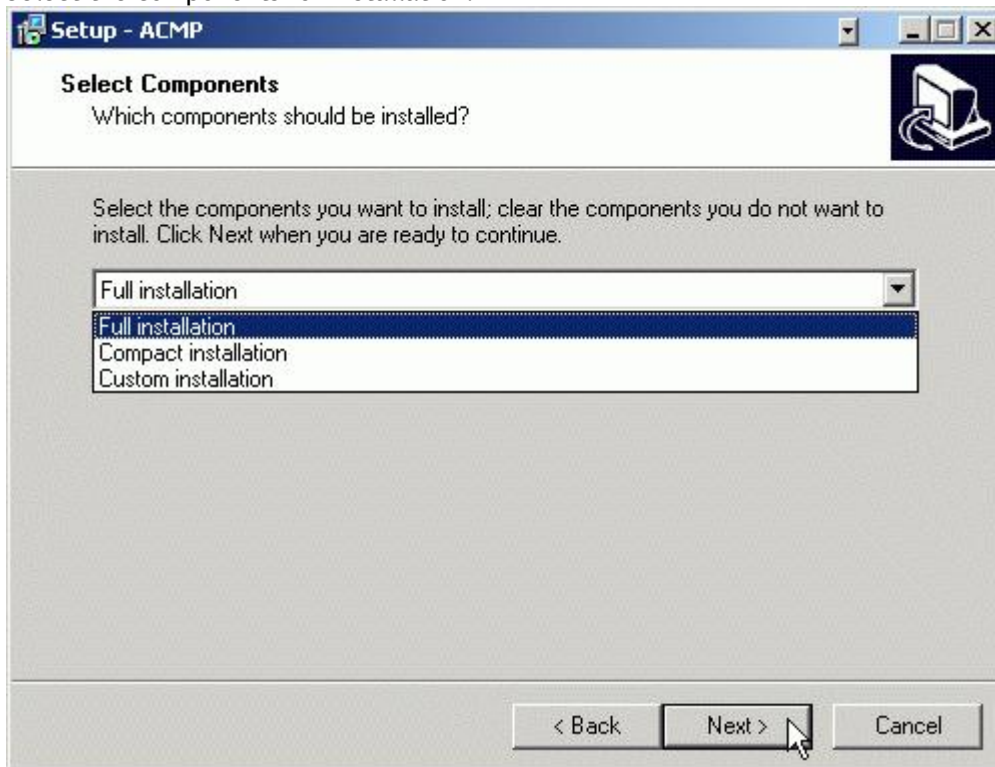 Setup - ACMP
Select Components
Which components should be installed?
Select the components you want to install; clear the components you do not want to
install. Click Next when you are ready to continue.
Full installation
Full installation
Compact installation
Custom installation
< Back
Next >
Cancel